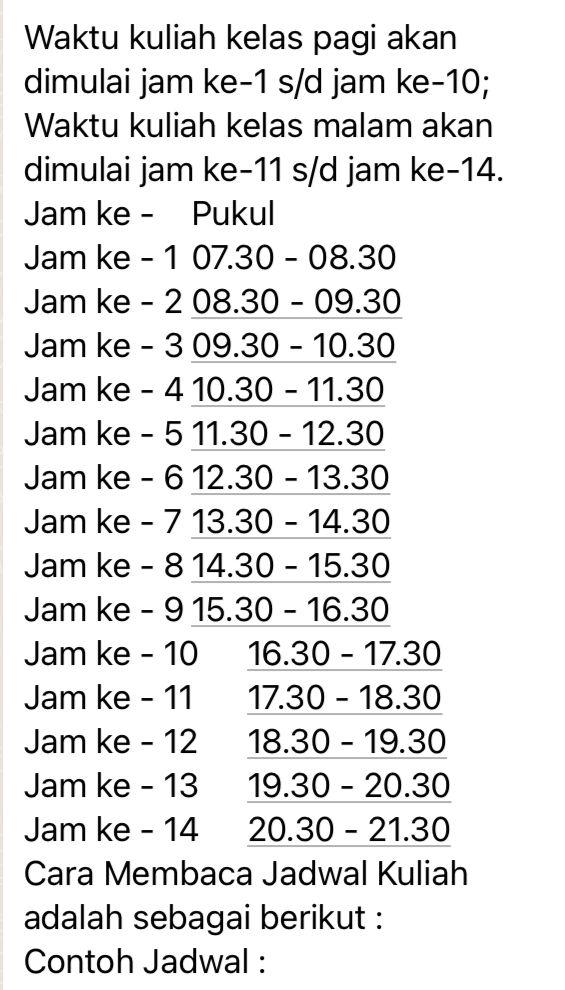 Waktu kuliah kelas pagi akan
dimulai jam ke-1 s/d jam ke-10;
Waktu kuliah kelas malam akan
dimulai jam ke-11 s/d jam ke-14.
Jam ke - Pukul
Jam ke - 1 07.30 - 08.30
Jam ke - 2 08.30 - 09.30
Jam ke - 3 09.30 - 10.30
Jam ke - 4 10.30 - 11.30
Jam ke - 5 11.30 - 12.30
Jam ke - 6 12.30 - 13.30
Jam ke - 7 13.30 - 14.30
Jam ke - 8 14.30 - 15.30
Jam ke - 9 15.30 - 16.30
Jam ke - 10 16.30 - 17.30
Jam ke - 11 17.30 - 18.30
Jam ke - 12 18.30 - 19.30
Jam ke - 13 19.30 - 20.30
Jam ke - 14 20.30 - 21.30
Cara Membaca Jadwal Kuliah
adalah sebagai berikut :
Contoh Jadwal :